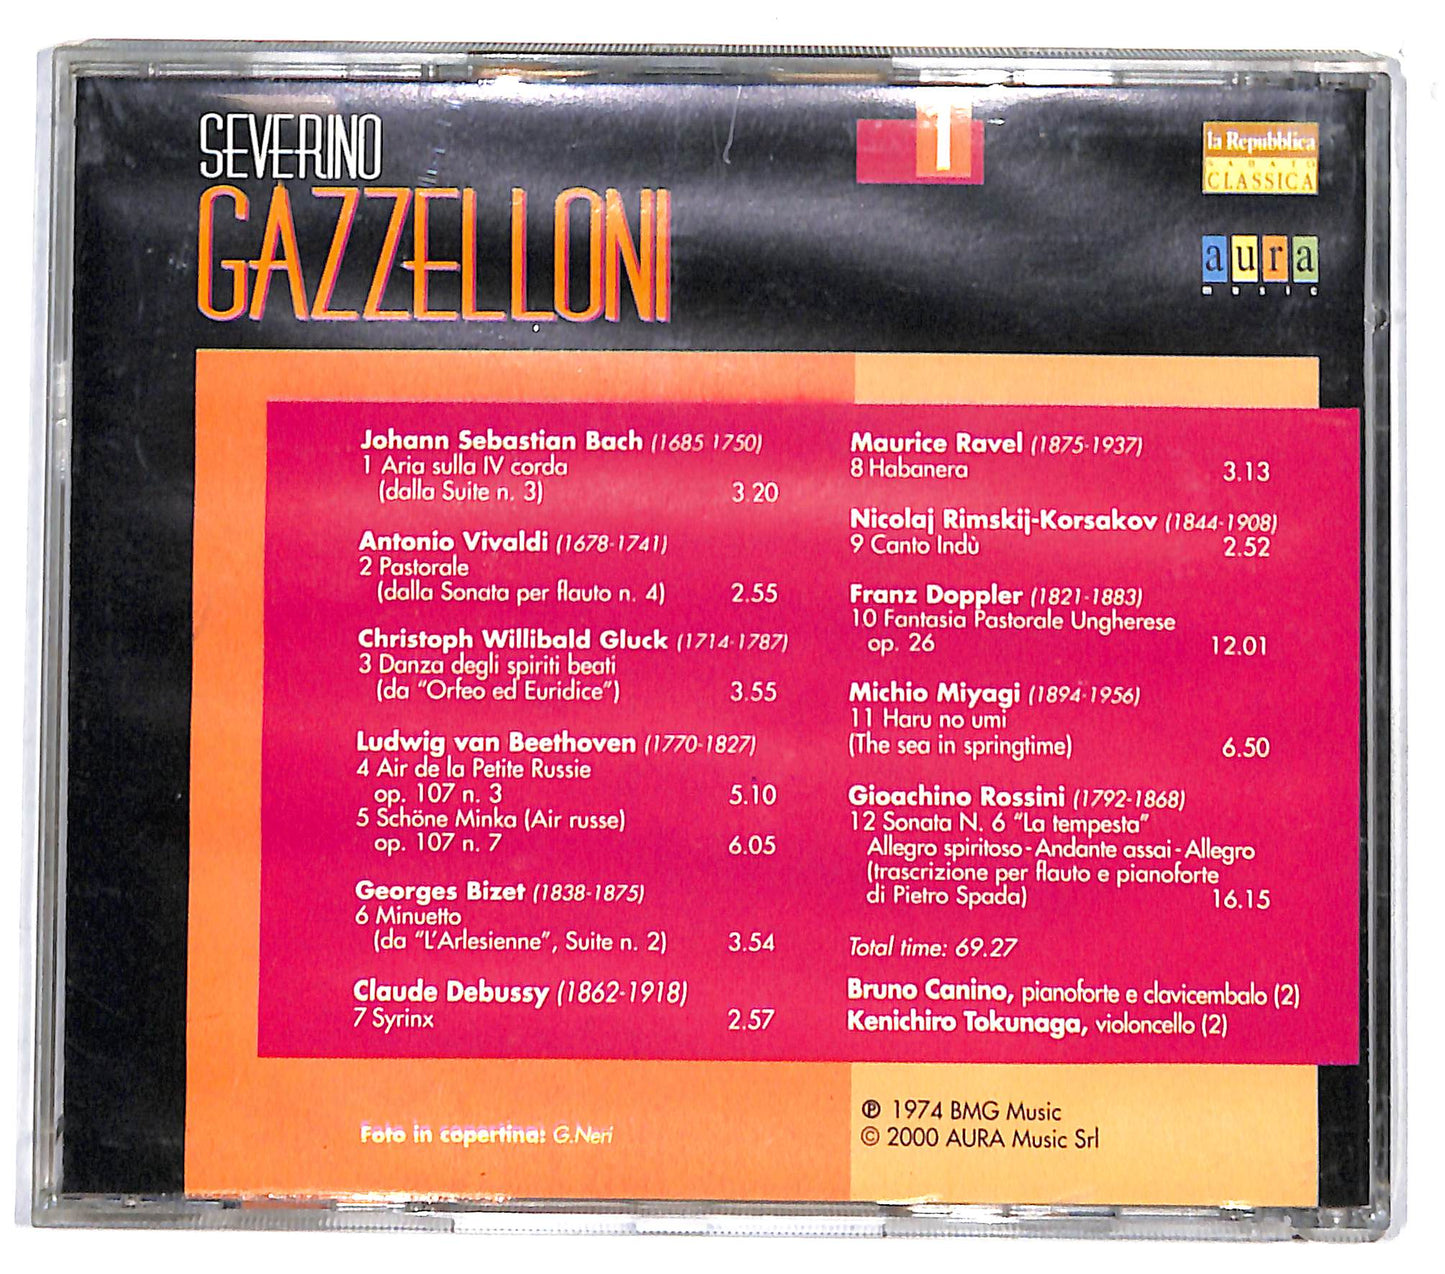 SEVERINO
GAZZELLONI
1
la Repubblica
SABATO
CLASSICA
aura
music
Johann Sebastian Bach (1685 1750)
1 Aria sulla IV corda
(dalla Suite n. 3) 3 20
Antonio Vivaldi (1678-1741)
2 Pastorale
(dalla Sonata per flauto n. 4) 2.55
Christoph Willibald Gluck (1714-1787)
3 Danza degli spiriti beati
(da “Orfeo ed Euridice”) 3.55
Ludwig van Beethoven (1770-1827)
4 Air de la Petite Russie
op. 107 n. 3 5.10
5 Schöne Minka (Air russe)
op. 107 n. 7 6.05
Georges Bizet (1838-1875)
6 Minuetto
(da “L’Arlesienne”, Suite n. 2) 3.54
Claude Debussy (1862-1918)
7 Syrinx 2.57
Maurice Ravel (1875-1937)
8 Habanera 3.13
Nicolaj Rimskij-Korsakov (1844-1908)
9 Canto Indù 2.52
Franz Doppler (1821-1883)
10 Fantasia Pastorale Ungherese
op. 26 12.01
Michio Miyagi (1894-1956)
11 Haru no umi
(The sea in springtime) 6.50
Gioachino Rossini (1792-1868)
12 Sonata N. 6 “La tempesta”
Allegro spiritoso-Andante assai-Allegro
(trascrizione per flauto e pianoforte
di Pietro Spada) 16.15
Total time: 69.27
Bruno Canino, pianoforte e clavicembalo (2)
Kenichiro Tokunaga, violoncello (2)
Foto in copertina: G.Neri
℗ 1974 BMG Music
© 2000 AURA Music Srl